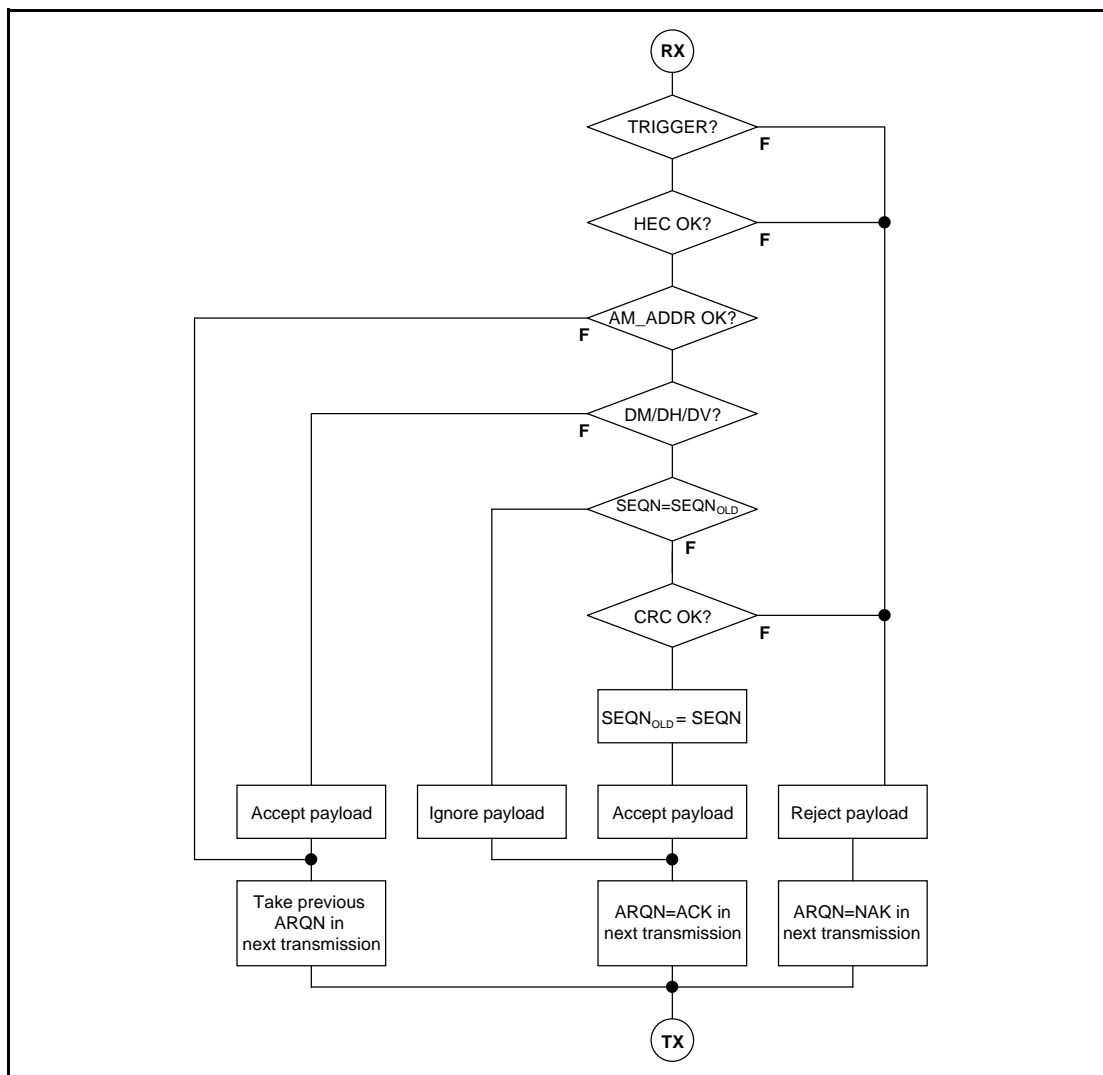 RX
TRIGGER?
F
HEC OK?
F
AM_ADDR OK?
F
DM/DH/DV?
F
SEQN=SEQNOLD
F
CRC OK?
F
SEQNOLD = SEQN
Accept payload
Ignore payload
Accept payload
Reject payload
Take previous
ARQN in
next transmission
ARQN=ACK in
next transmission
ARQN=NAK in
next transmission
TX